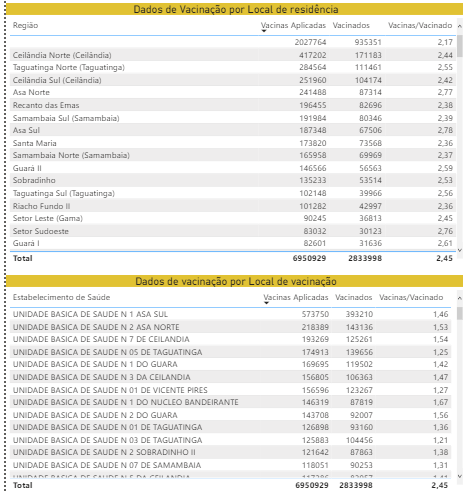 Dados de Vacinação por Local de residência
Região Vacinas Aplicadas Vacinados Vacinas/Vacinado
2027764 935351 2,17
Ceilândia Norte (Ceilândia) 417202 171183 2,44
Taguatinga Norte (Taguatinga) 284564 111461 2,55
Ceilândia Sul (Ceilândia) 251960 104174 2,42
Asa Norte 241488 87314 2,77
Recanto das Emas 196455 82696 2,38
Samambaia Sul (Samambaia) 191984 80346 2,39
Asa Sul 187348 67506 2,78
Santa Maria 173820 73568 2,36
Samambaia Norte (Samambaia) 165958 69969 2,37
Guará II 146566 56563 2,59
Sobradinho 135233 53514 2,53
Taguatinga Sul (Taguatinga) 102148 39966 2,56
Riacho Fundo II 101282 42997 2,36
Setor Leste (Gama) 90245 36813 2,45
Setor Sudoeste 83032 30123 2,76
Guará I 82601 31636 2,61
Total 6950929 2833998 2,45
Dados de vacinação por Local de vacinação
Estabelecimento de Saúde Vacinas Aplicadas Vacinados Vacinas/Vacinado
UNIDADE BASICA DE SAUDE N 1 ASA SUL 573750 393210 1,46
UNIDADE BASICA DE SAUDE N 2 ASA NORTE 218389 143136 1,53
UNIDADE BASICA DE SAUDE N 7 DE CEILANDIA 193269 125261 1,54
UNIDADE BASICA DE SAUDE N 05 DE TAGUATINGA 174913 139656 1,25
UNIDADE BASICA DE SAUDE N 1 DO GUARA 169695 119502 1,42
UNIDADE BASICA DE SAUDE N 3 DA CEILANDIA 156805 106363 1,47
UNIDADE BASICA DE SAUDE N 01 DE VICENTE PIRES 156596 123267 1,27
UNIDADE BASICA DE SAUDE N 1 DO NUCLEO BANDEIRANTE 146319 87819 1,67
UNIDADE BASICA DE SAUDE N 2 DO GUARA 143708 92007 1,56
UNIDADE BASICA DE SAUDE N 01 DE TAGUATINGA 126898 93160 1,36
UNIDADE BASICA DE SAUDE N 03 DE TAGUATINGA 125883 104456 1,21
UNIDADE BASICA DE SAUDE N 2 SOBRADINHO II 121642 87863 1,38
UNIDADE BASICA DE SAUDE N 07 DE SAMAMBAIA 118051 90253 1,31
UNIDADE BASICA DE SAUDE N 5 DA CEILANDIA
Total 6950929 2833998 2,45